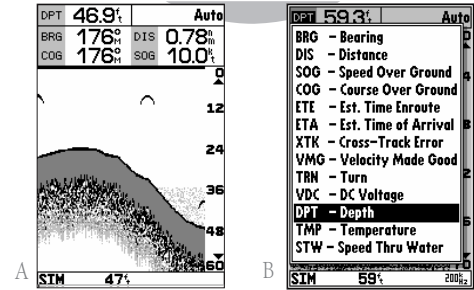 DPT 46.9ft Auto
BRG 176°M DIS 0.78nm
COG 176°M SOG 10.0kt
0
12
24
36
48
60
SIM 47ft
A
DPT 59.3ft Auto
BRG – Bearing
DIS – Distance
SOG – Speed Over Ground
COG – Course Over Ground
ETE – Est. Time Enroute
ETA – Est. Time of Arrival
XTK – Cross-Track Error
VMG – Velocity Made Good
TRN – Turn
VDC – DC Voltage
DPT – Depth
TMP – Temperature
STW – Speed Thru Water
SIM 59ft 200kHz
B